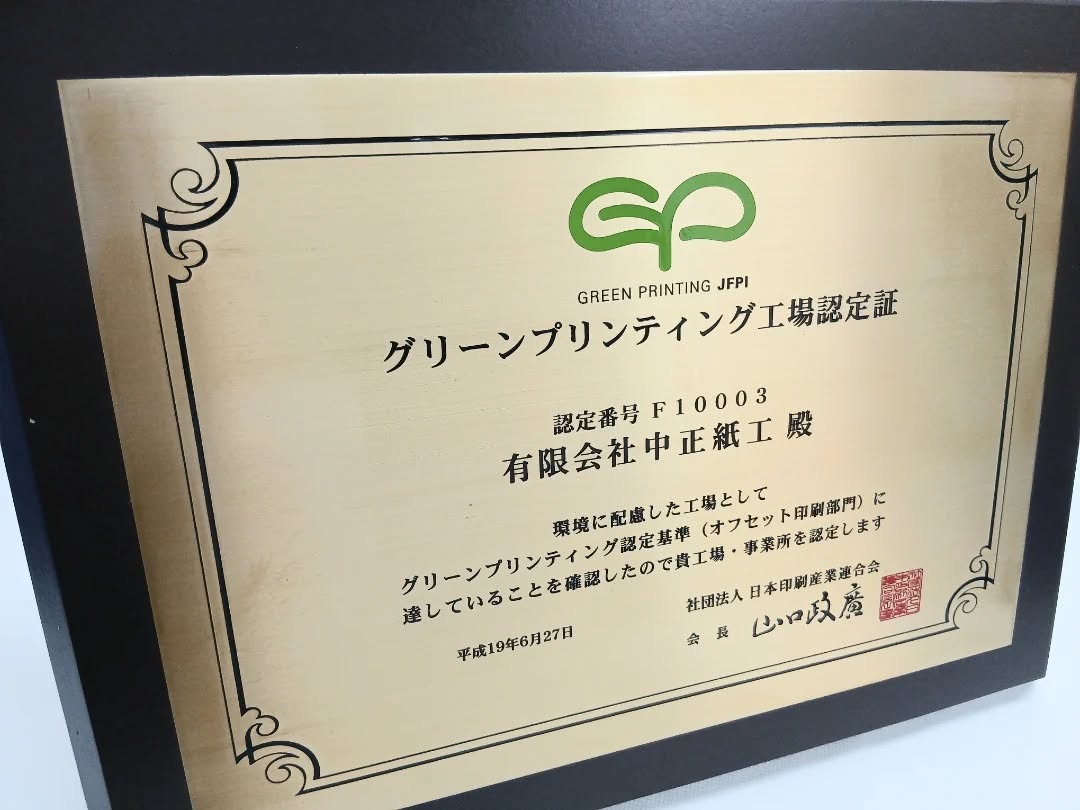 GREEN PRINTING JFPI
グリーンプリンティング工場認定証
認定番号 F10003
有限会社中正紙工 殿
環境に配慮した工場として
グリーンプリンティング認定基準（オフセット印刷部門）に
達していることを確認したので貴工場・事業所を認定します
平成19年6月27日
社団法人 日本印刷産業連合会
会長 山口政廣